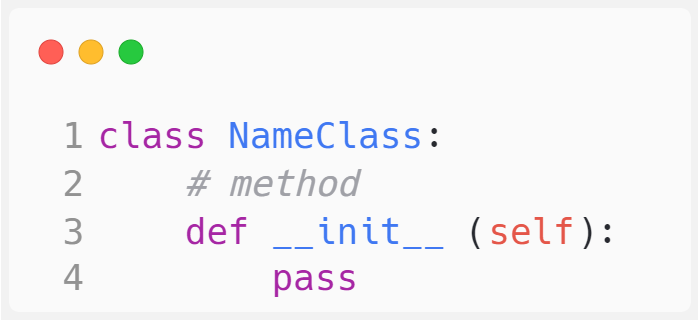 1 class NameClass:
2     # method
3     def __init__ (self):
4         pass